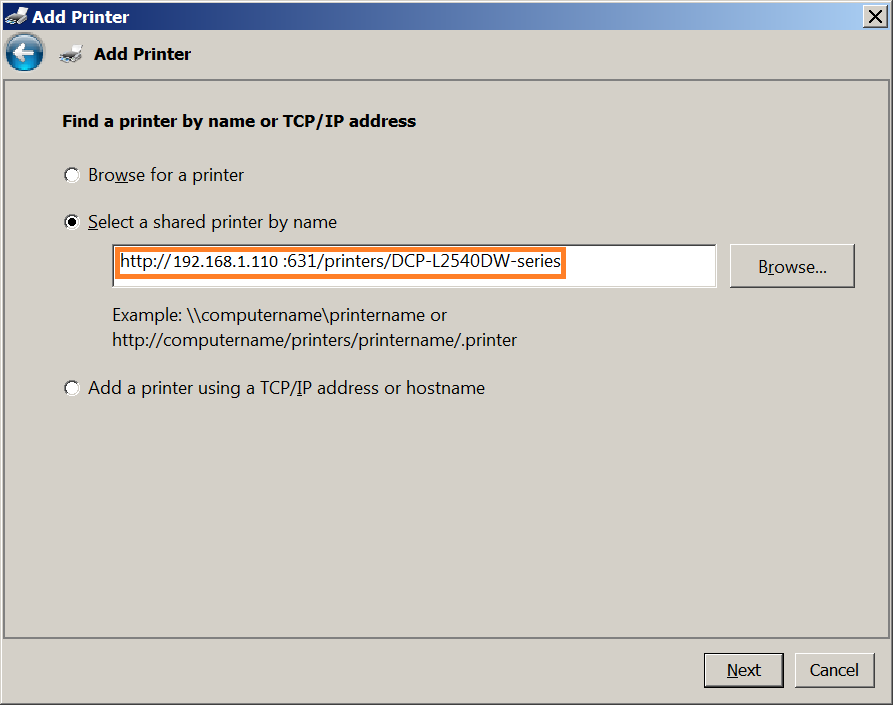 Add Printer
Add Printer
Find a printer by name or TCP/IP address
Browse for a printer
Select a shared printer by name
http://192.168.1.110 :631/printers/DCP-L2540DW-series
Browse...
Example: \\computername\printername or
http://computername/printers/printername/.printer
Add a printer using a TCP/IP address or hostname
Next Cancel